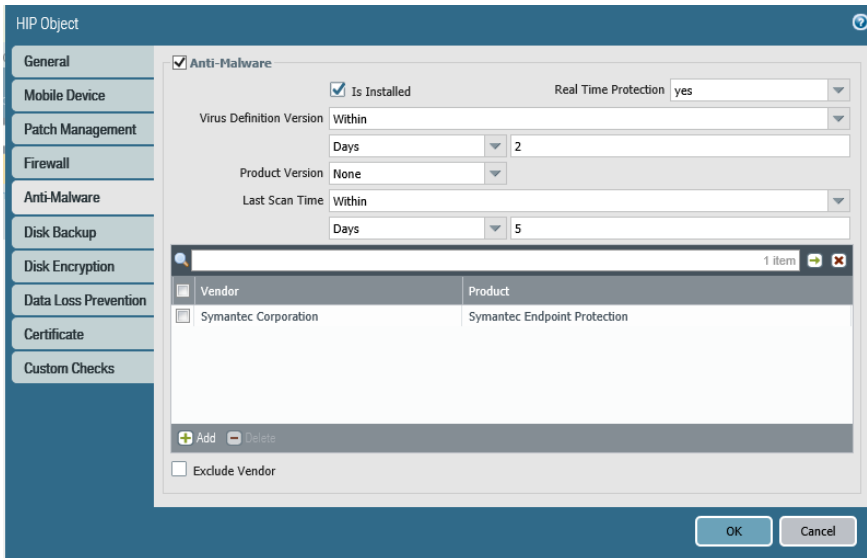 HIP Object
General
Mobile Device
Patch Management
Firewall
Anti-Malware
Disk Backup
Disk Encryption
Data Loss Prevention
Certificate
Custom Checks
Anti-Malware
Is Installed Real Time Protection yes
Virus Definition Version Within
Days 2
Product Version None
Last Scan Time Within
Days 5
1 item
Vendor Product
Symantec Corporation Symantec Endpoint Protection
Add Delete
Exclude Vendor
OK Cancel